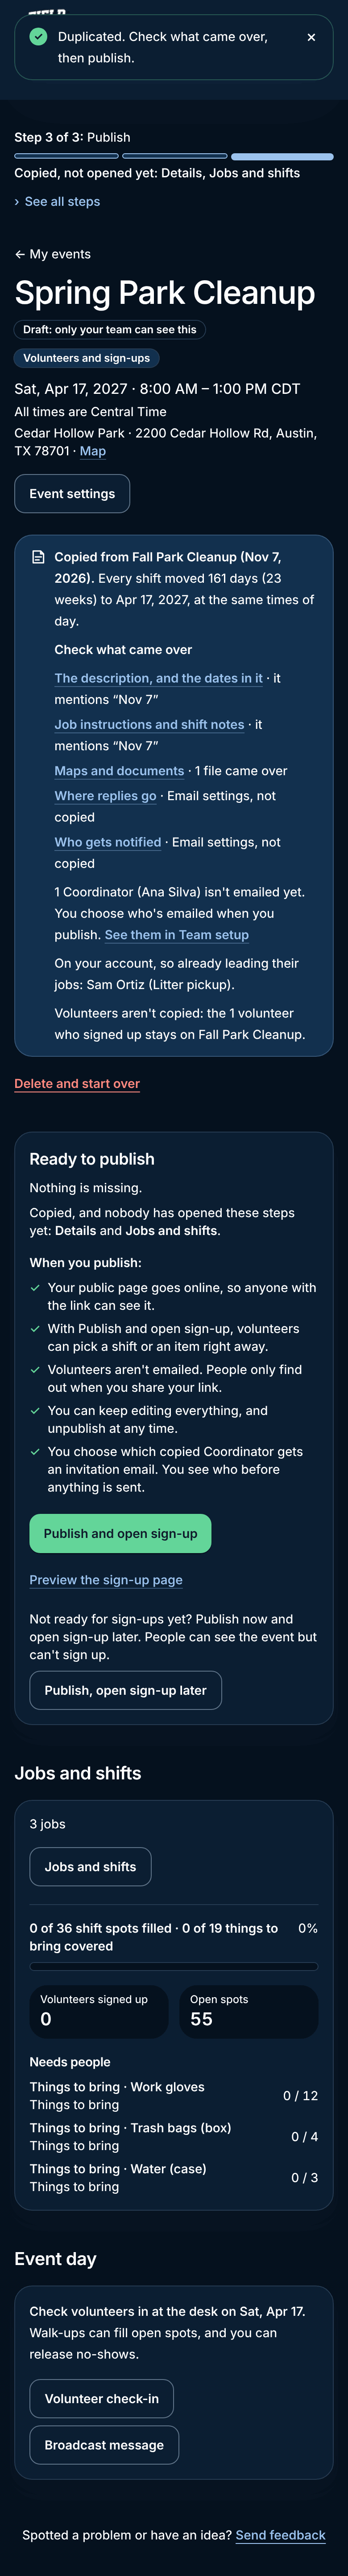 Duplicated. Check what came over,
then publish.
Step 3 of 3: Publish
Copied, not opened yet: Details, Jobs and shifts
› See all steps
← My events
Spring Park Cleanup
Draft: only your team can see this
Volunteers and sign-ups
Sat, Apr 17, 2027 · 8:00 AM – 1:00 PM CDT
All times are Central Time
Cedar Hollow Park · 2200 Cedar Hollow Rd, Austin,
TX 78701 · Map
Event settings
Copied from Fall Park Cleanup (Nov 7,
2026). Every shift moved 161 days (23
weeks) to Apr 17, 2027, at the same times of
day.
Check what came over
The description, and the dates in it · it
mentions “Nov 7”
Job instructions and shift notes · it
mentions “Nov 7”
Maps and documents · 1 file came over
Where replies go · Email settings, not
copied
Who gets notified · Email settings, not
copied
1 Coordinator (Ana Silva) isn't emailed yet.
You choose who's emailed when you
publish. See them in Team setup
On your account, so already leading their
jobs: Sam Ortiz (Litter pickup).
Volunteers aren't copied: the 1 volunteer
who signed up stays on Fall Park Cleanup.
Delete and start over
Ready to publish
Nothing is missing.
Copied, and nobody has opened these steps
yet: Details and Jobs and shifts.
When you publish:
Your public page goes online, so anyone with
the link can see it.
With Publish and open sign-up, volunteers
can pick a shift or an item right away.
Volunteers aren't emailed. People only find
out when you share your link.
You can keep editing everything, and
unpublish at any time.
You choose which copied Coordinator gets
an invitation email. You see who before
anything is sent.
Publish and open sign-up
Preview the sign-up page
Not ready for sign-ups yet? Publish now and
open sign-up later. People can see the event but
can't sign up.
Publish, open sign-up later
Jobs and shifts
3 jobs
Jobs and shifts
0 of 36 shift spots filled · 0 of 19 things to 0%
bring covered
Volunteers signed up Open spots
0 55
Needs people
Things to bring · Work gloves
Things to bring 0 / 12
Things to bring · Trash bags (box)
Things to bring 0 / 4
Things to bring · Water (case)
Things to bring 0 / 3
Event day
Check volunteers in at the desk on Sat, Apr 17.
Walk-ups can fill open spots, and you can
release no-shows.
Volunteer check-in
Broadcast message
Spotted a problem or have an idea? Send feedback